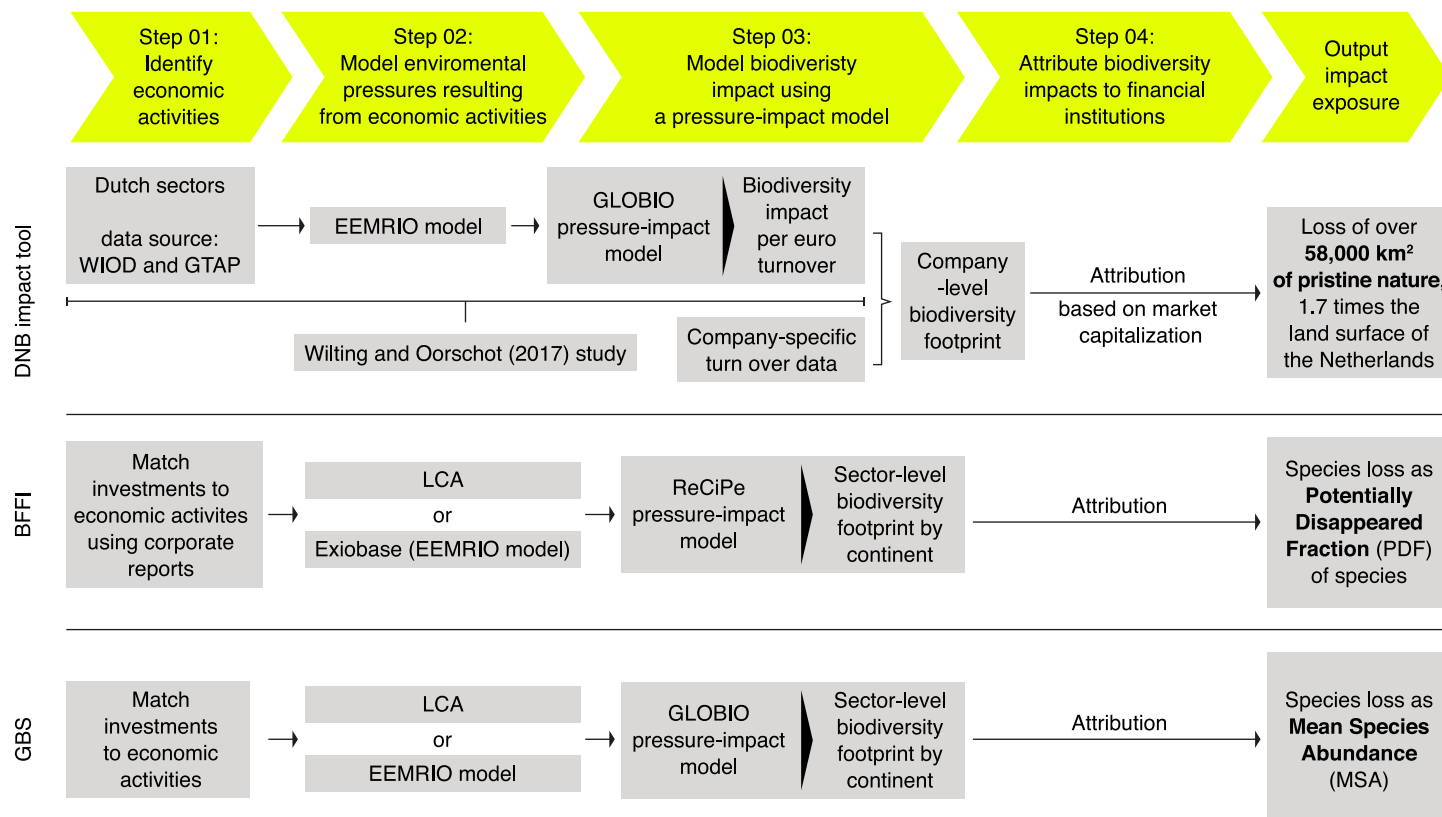 Step 01:
Identify
economic
activities
Step 02:
Model enviromental
pressures resulting
from economic activities
Step 03:
Model biodiveristy
impact using
a pressure-impact model
Step 04:
Attribute biodiversity
impacts to financial
institutions
Output
impact
exposure
DNB impact tool
Dutch sectors
data source:
WIOD and GTAP
EEMRIO model
GLOBIO
pressure-impact
model
Biodiversity
impact
per euro
turnover
Wilting and Oorschot (2017) study
Company-specific
turn over data
Company
-level
biodiversity
footprint
Attribution
based on market
capitalization
Loss of over
58,000 km²
of pristine nature,
1.7 times the
land surface of
the Netherlands
BFFI
Match
investments to
economic activites
using corporate
reports
LCA
or
Exiobase (EEMRIO model)
ReCiPe
pressure-impact
model
Sector-level
biodiversity
footprint by
continent
Attribution
Species loss as
Potentially
Disappeared
Fraction (PDF)
of species
GBS
Match
investments
to economic
activities
LCA
or
EEMRIO model
GLOBIO
pressure-impact
model
Sector-level
biodiversity
footprint by
continent
Attribution
Species loss as
Mean Species
Abundance
(MSA)